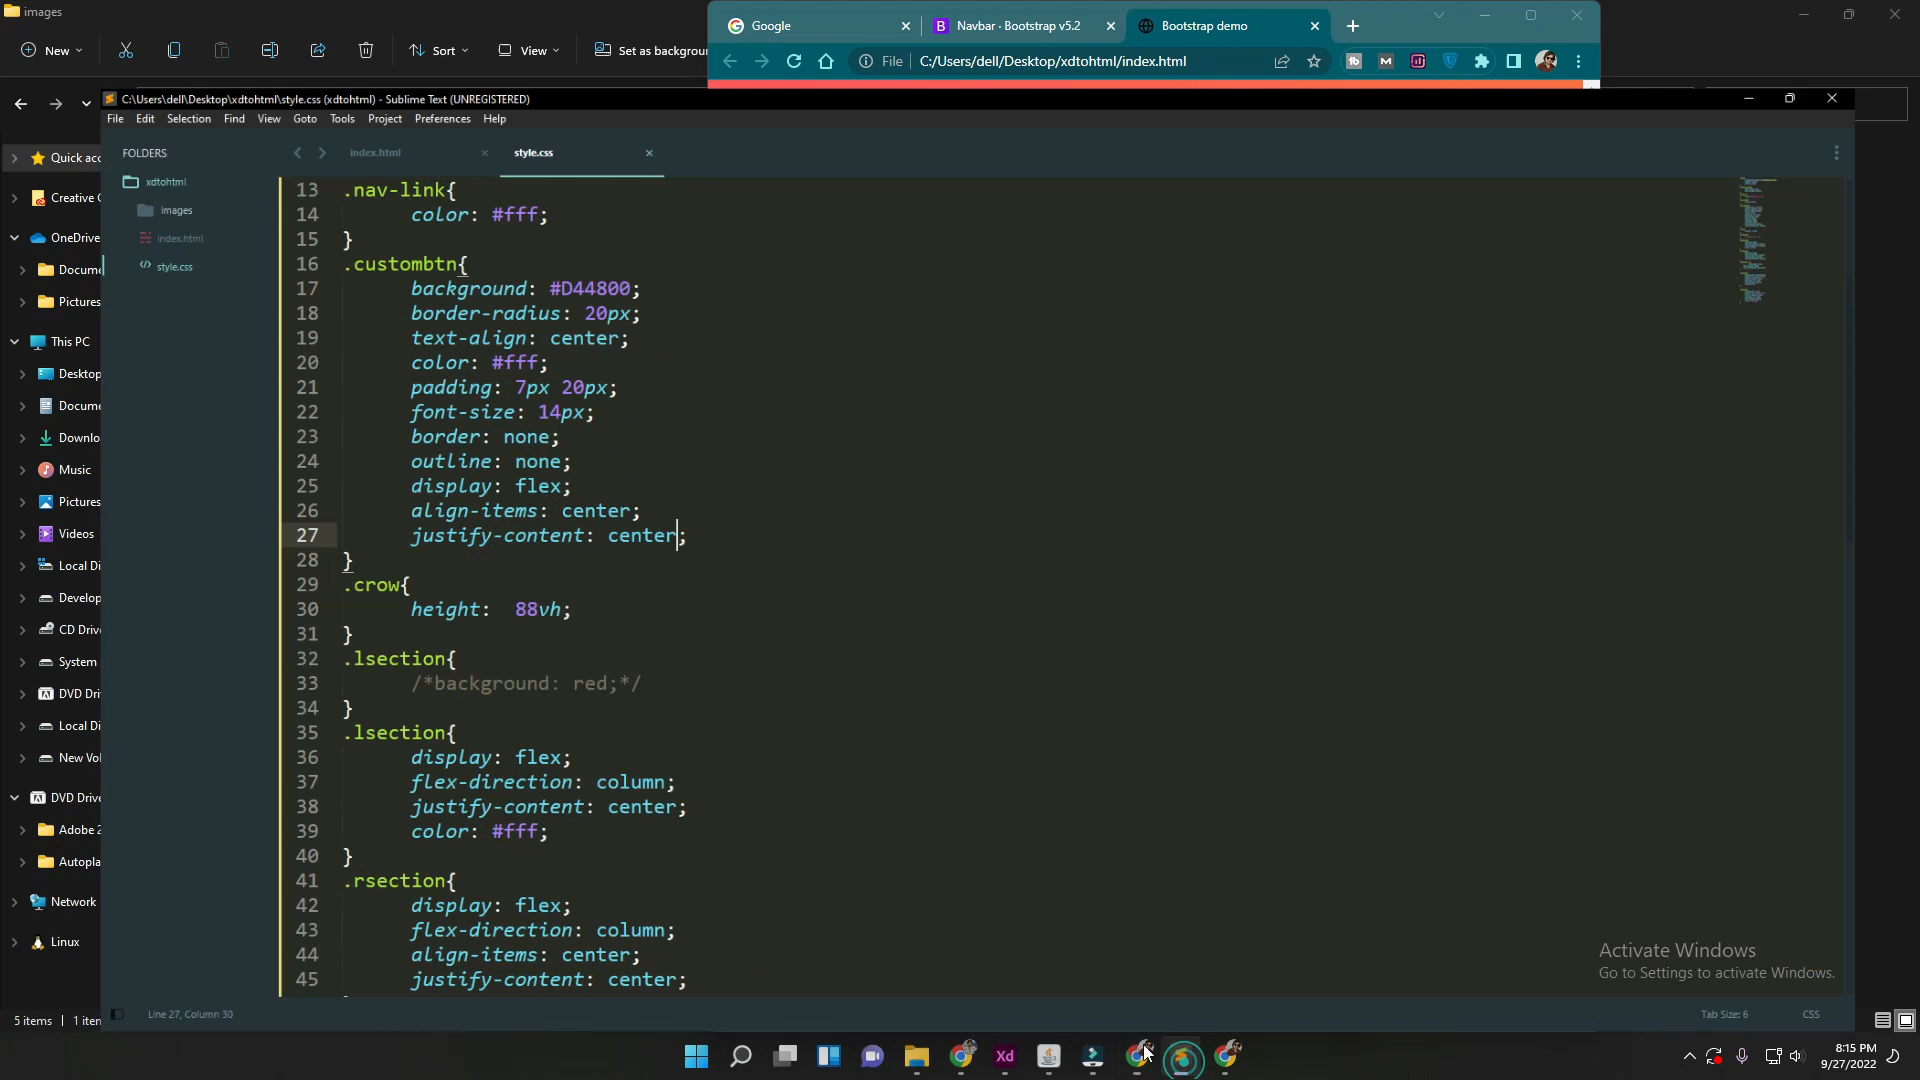 images
Google
Navbar · Bootstrap v5.2
Bootstrap demo
New
Sort
View
Set as backgroun
File
C:/Users/dell/Desktop/xdtohtml/index.html
C:\Users\dell\Desktop\xdtohtml\style.css (xdtohtml) - Sublime Text (UNREGISTERED)
File Edit Selection Find View Goto Tools Project Preferences Help
FOLDERS
index.html
style.css
xdtohtml
images
index.html
style.css
Quick acc
Creative C
OneDrive
Docume
Pictures
This PC
Desktop
Docume
Downlo
Music
Pictures
Videos
Local Di
Develop
CD Drive
System
DVD Dri
Local Di
New Vol
DVD Drive
Adobe 2
Autopla
Network
Linux
13 .nav-link{
14 color: #fff;
15 }
16 .custombtn{
17 background: #D44800;
18 border-radius: 20px;
19 text-align: center;
20 color: #fff;
21 padding: 7px 20px;
22 font-size: 14px;
23 border: none;
24 outline: none;
25 display: flex;
26 align-items: center;
27 justify-content: center;
28 }
29 .crow{
30 height:  88vh;
31 }
32 .lsection{
33 /*background: red;*/
34 }
35 .lsection{
36 display: flex;
37 flex-direction: column;
38 justify-content: center;
39 color: #fff;
40 }
41 .rsection{
42 display: flex;
43 flex-direction: column;
44 align-items: center;
45 justify-content: center;
Activate Windows
Go to Settings to activate Windows.
Line 27, Column 30
Tab Size: 6
CSS
5 items
1 iten
Xd
8:15 PM
9/27/2022